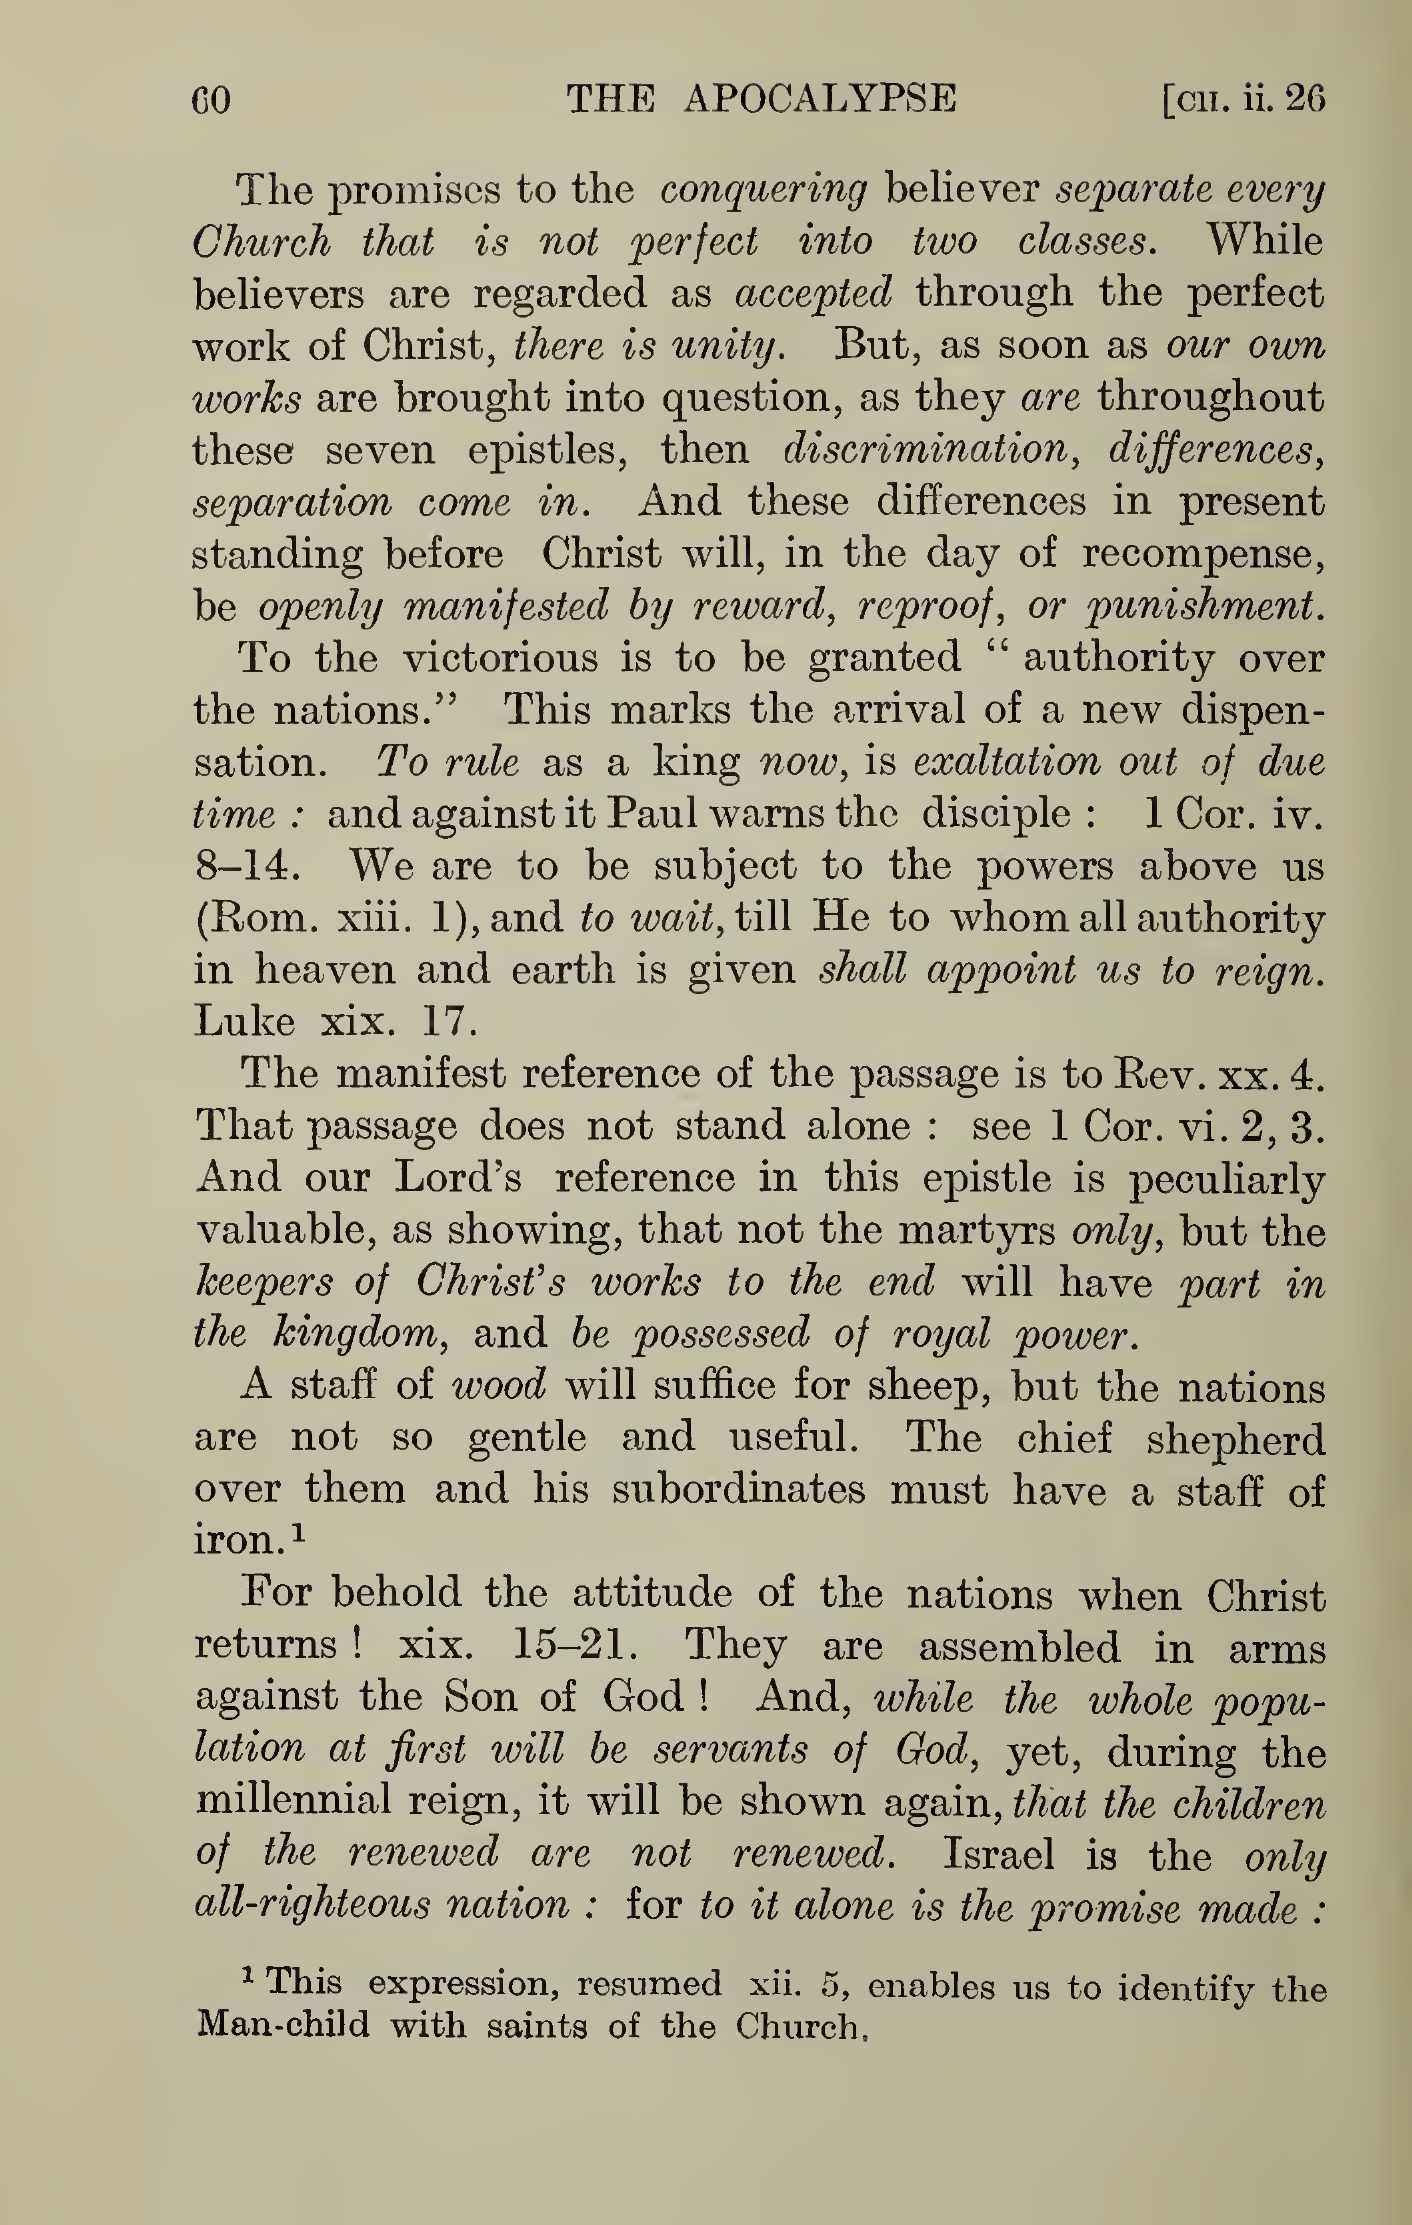 60 THE APOCALYPSE [CH. ii. 26
The promises to the conquering believer separate every
Church that is not perfect into two classes. While
believers are regarded as accepted through the perfect
work of Christ, there is unity. But, as soon as our own
works are brought into question, as they are throughout
these seven epistles, then discrimination, differences,
separation come in. And these differences in present
standing before Christ will, in the day of recompense,
be openly manifested by reward, reproof, or punishment.
To the victorious is to be granted “ authority over
the nations.” This marks the arrival of a new dispen-
sation. To rule as a king now, is exaltation out of due
time : and against it Paul warns the disciple : 1 Cor. iv.
8–14. We are to be subject to the powers above us
(Rom. xiii. 1), and to wait, till He to whom all authority
in heaven and earth is given shall appoint us to reign.
Luke xix. 17.
The manifest reference of the passage is to Rev. xx. 4.
That passage does not stand alone : see 1 Cor. vi. 2, 3.
And our Lord's reference in this epistle is peculiarly
valuable, as showing, that not the martyrs only, but the
keepers of Christ's works to the end will have part in
the kingdom, and be possessed of royal power.
A staff of wood will suffice for sheep, but the nations
are not so gentle and useful. The chief shepherd
over them and his subordinates must have a staff of
iron.¹
For behold the attitude of the nations when Christ
returns ! xix. 15–21. They are assembled in arms
against the Son of God ! And, while the whole popu-
lation at first will be servants of God, yet, during the
millennial reign, it will be shown again, that the children
of the renewed are not renewed. Israel is the only
all-righteous nation : for to it alone is the promise made :
¹ This expression, resumed xii. 5, enables us to identify the
Man-child with saints of the Church.